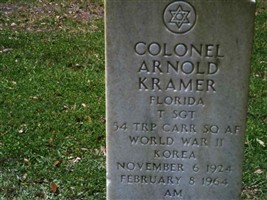 COLONEL
ARNOLD
KRAMER
FLORIDA
T SGT
54 TRP CARR SQ AF
WORLD WAR II
KOREA
NOVEMBER 6 1924
FEBRUARY 8 1964
AM